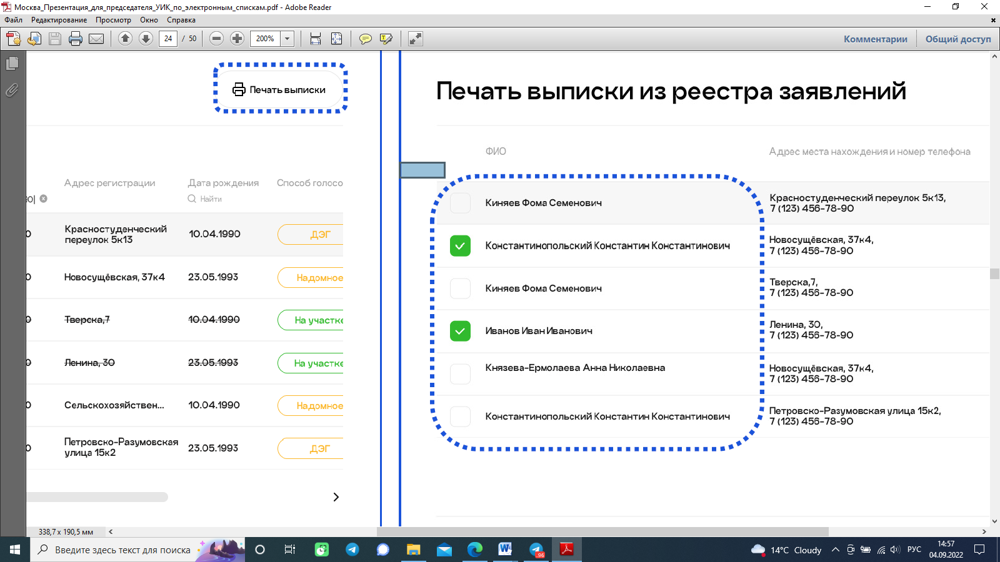 Москва_Презентация_для_председателя_УИК_по_электронным_спискам.pdf - Adobe Reader
Файл Редактирование Просмотр Окно Справка
24 / 50 200% Комментарии Общий доступ
Печать выписки
Адрес регистрации Дата рождения Способ голосо
Найти
Красностуденческий
переулок 5к13
10.04.1990
ДЭГ
Новосущёвская, 37к4 23.05.1993 Надомное
Тверска,7 10.04.1990 На участке
Ленина, 30 23.05.1993 На участке
Сельскохозяйствен... 10.04.1990 Надомное
Петровско-Разумовская
улица 15к2
23.05.1993
ДЭГ
Печать выписки из реестра заявлений
ФИО Адрес места нахождения и номер телефона
Киняев Фома Семенович
Красностуденческий переулок 5к13,
7 (123) 456-78-90
Константинопольский Константин Константинович
Новосущёвская, 37к4,
7 (123) 456-78-90
Киняев Фома Семенович
Тверска,7,
7 (123) 456-78-90
Иванов Иван Иванович
Ленина, 30,
7 (123) 456-78-90
Князева-Ермолаева Анна Николаевна
Новосущёвская, 37к4,
7 (123) 456-78-90
Константинопольский Константин Константинович
Петровско-Разумовская улица 15к2,
7 (123) 456-78-90
338,7 x 190,5 мм
Введите здесь текст для поиска
96
14°C Cloudy
РУС
14:57
04.09.2022